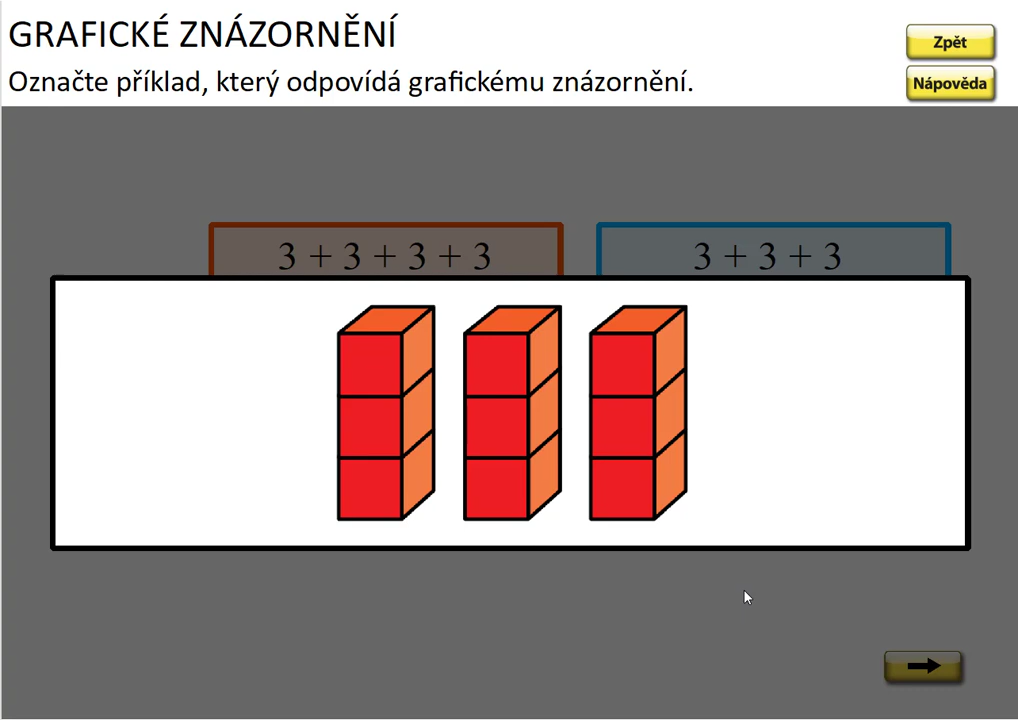 GRAFICKÉ ZNÁZORNĚNÍ
Zpět
Označte příklad, který odpovídá grafickému znázornění.
Nápověda
3 + 3 + 3 + 3
3 + 3 + 3